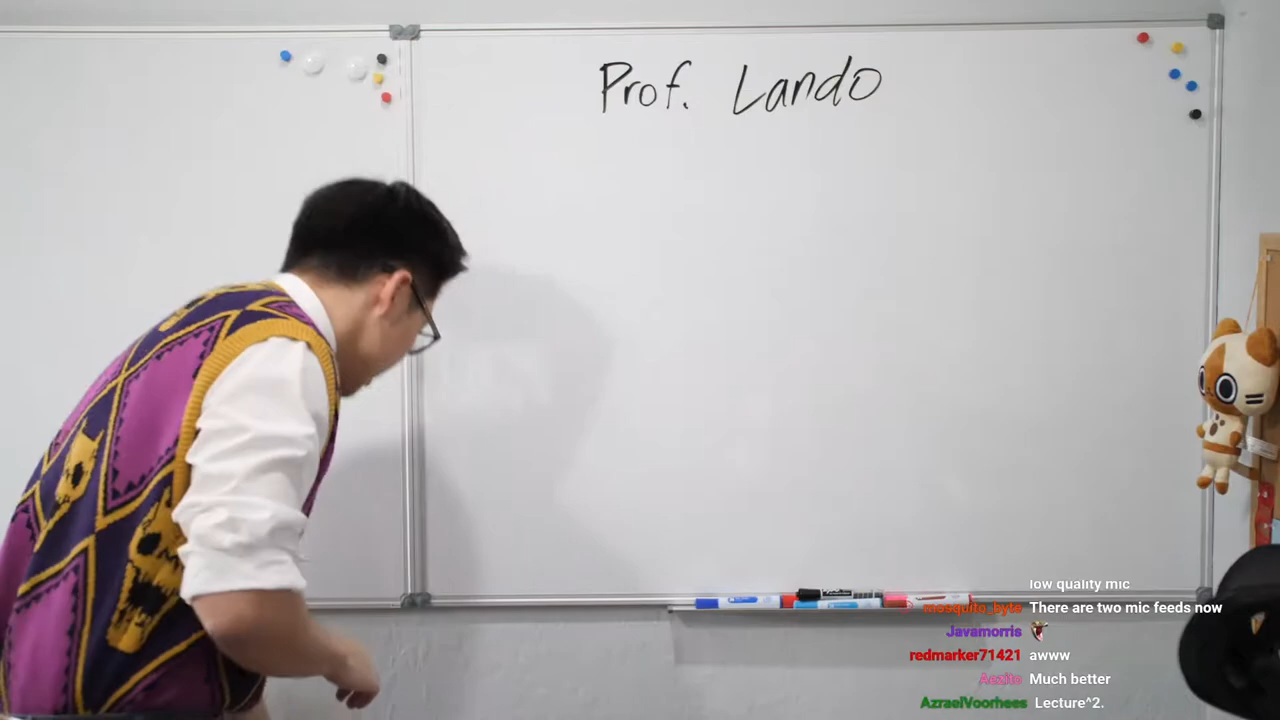 Prof. Lando
low quality mic
mosquito_byte There are two mic feeds now
Javamorris
redmarker71421 awww
Aezito Much better
AzraelVoorhees Lecture^2.